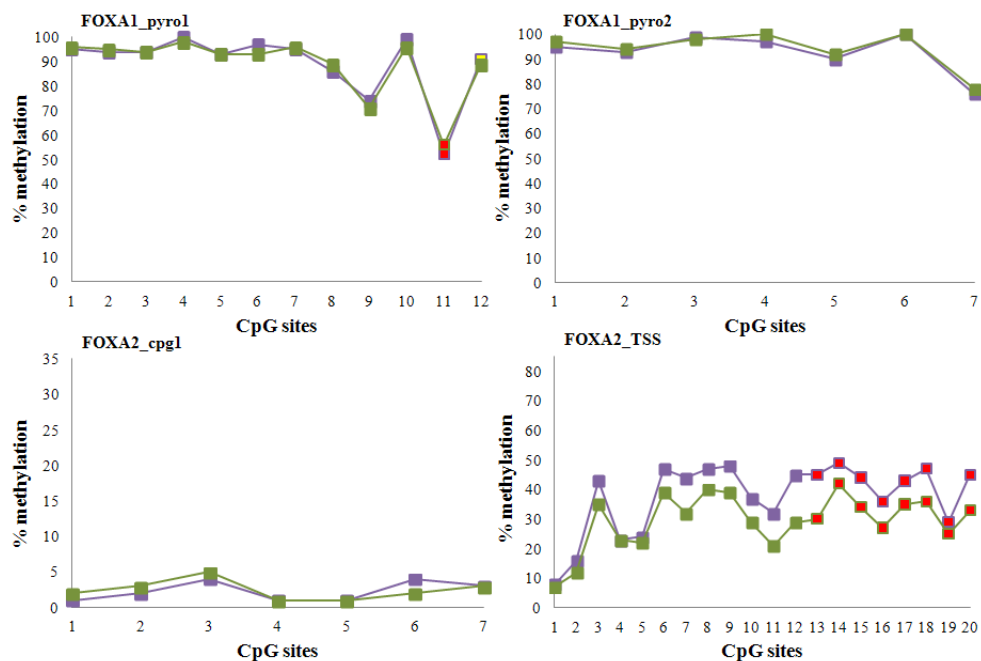 FOXA1_pyro1
% methylation
100
90
80
70
60
50
40
30
20
10
0
1 2 3 4 5 6 7 8 9 10 11 12
CpG sites
FOXA1_pyro2
% methylation
100
90
80
70
60
50
40
30
20
10
0
1 2 3 4 5 6 7
CpG sites
FOXA2_cpg1
% methylation
35
30
25
20
15
10
5
0
1 2 3 4 5 6 7
CpG sites
FOXA2_TSS
% methylation
80
70
60
50
40
30
20
10
0
1 2 3 4 5 6 7 8 9 10 11 12 13 14 15 16 17 18 19 20
CpG sites